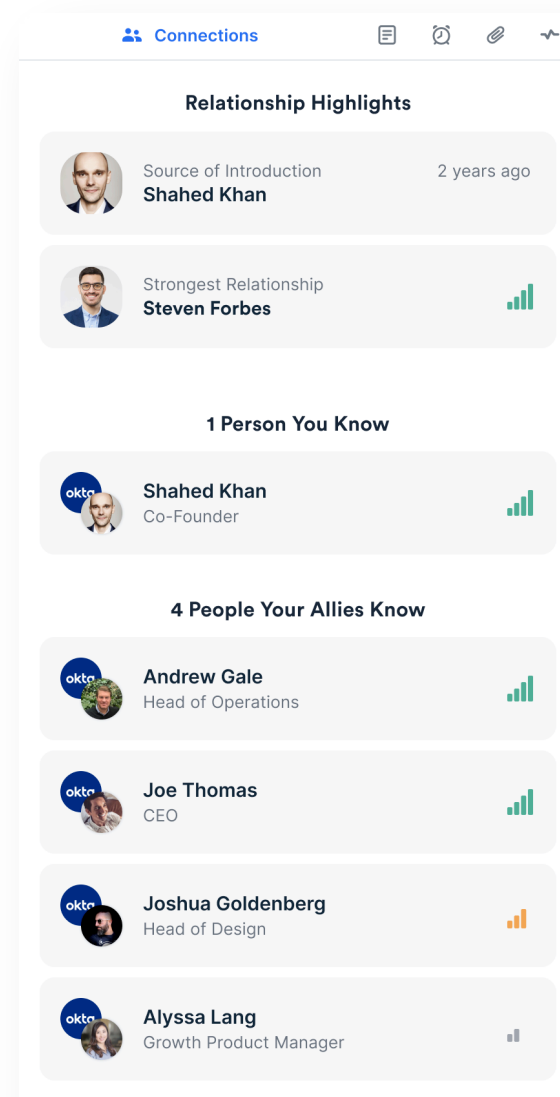 Connections
Relationship Highlights
Source of Introduction
2 years ago
Shahed Khan
Strongest Relationship
Steven Forbes
1 Person You Know
okta
Shahed Khan
Co-Founder
4 People Your Allies Know
okta
Andrew Gale
Head of Operations
okta
Joe Thomas
CEO
okta
Joshua Goldenberg
Head of Design
okta
Alyssa Lang
Growth Product Manager